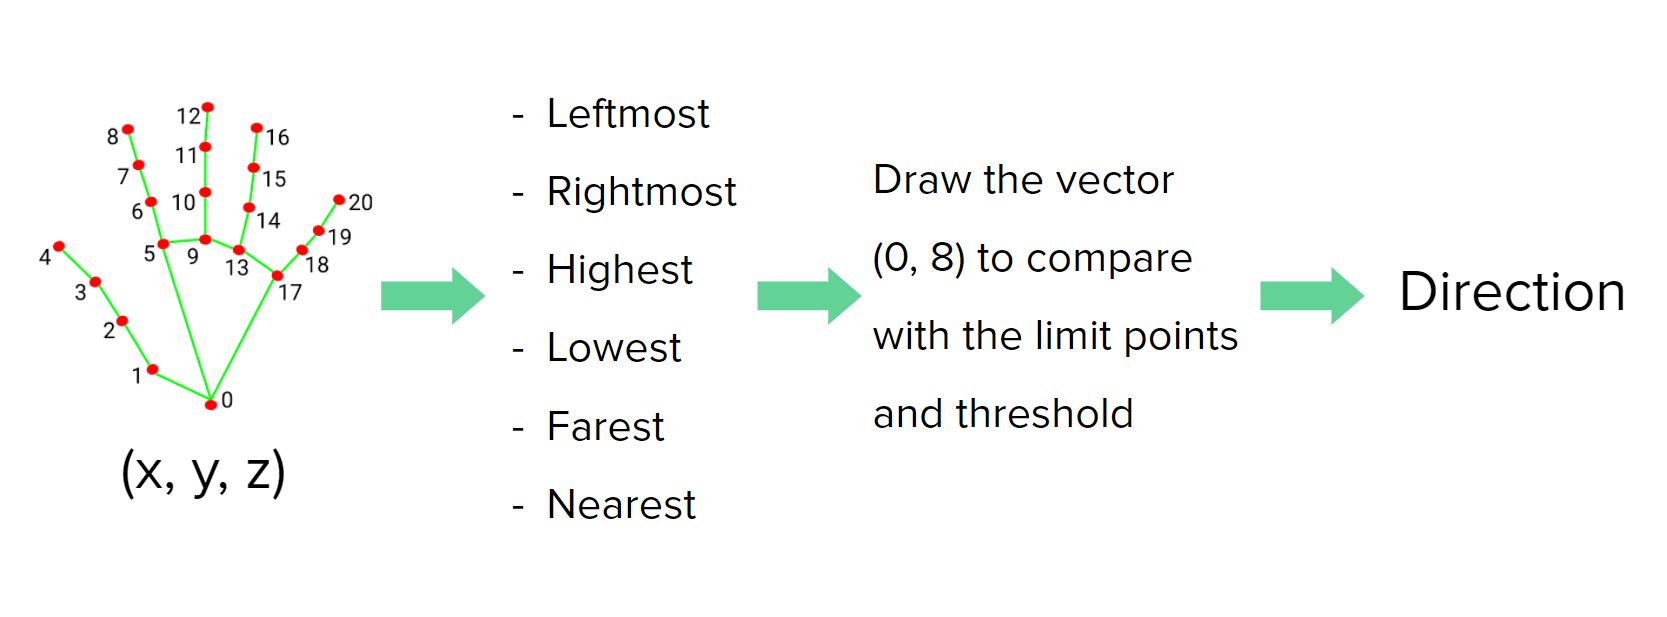 12
8
16
11
7
15
10
6
14
20
19
5
9
18
4
13
3
17
2
1
0
(x, y, z)
- Leftmost
- Rightmost
- Highest
- Lowest
- Farest
- Nearest
Draw the vector
(0, 8) to compare
with the limit points
and threshold
Direction